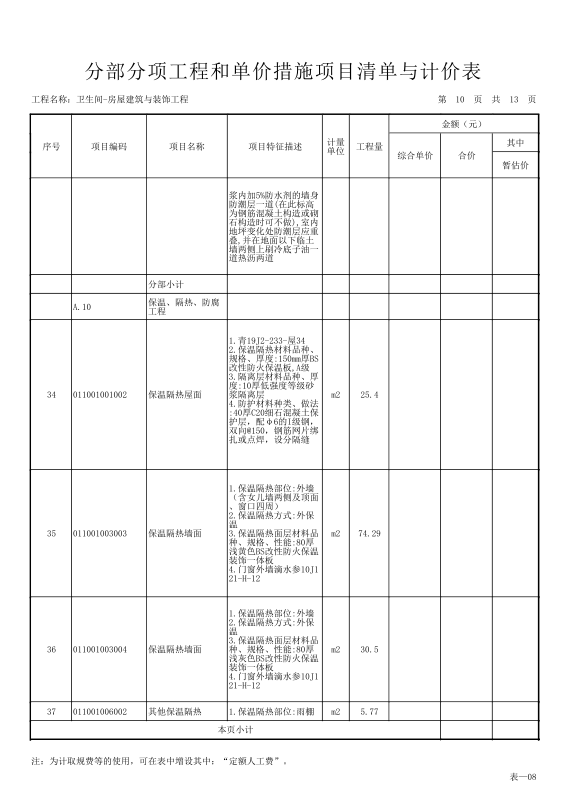 分部分项工程和单价措施项目清单与计价表
工程名称: 卫生间-房屋建筑与装饰工程
第 10 页 共 13 页
序号
项目编码
项目名称
项目特征描述
计量
单位
工程量
金额（元）
综合单价
合价
其中
暂估价
浆内加5%防水剂的墙身
防潮层一道(在此标高
为钢筋混凝土构造或砌
石构造时可不做),室内
地坪变化处防潮层应重
叠,并在地面以下临土
墙两侧上刷冷底子油一
道热沥两道
分部小计
A.10
保温、隔热、防腐
工程
34
011001001002
保温隔热屋面
1.青19J2-233-屋34
2.保温隔热材料品种、
规格、厚度:150mm厚BS
改性防火保温板,A级
3.隔离层材料品种、厚
度:10厚低强度等级砂
浆隔离层
4.防护材料种类、做法
:40厚C20细石混凝土保
护层，配φ6的I级钢，
双向@150，钢筋网片绑
扎或点焊，设分隔缝
m2
25.4
35
011001003003
保温隔热墙面
1.保温隔热部位:外墙
（含女儿墙两侧及顶面
、窗口四周）
2.保温隔热方式:外保
温
3.保温隔热面层材料品
种、规格、性能:80厚
浅黄色BS改性防火保温
装饰一体板
4.门窗外墙滴水参10J1
21-H-12
m2
74.29
36
011001003004
保温隔热墙面
1.保温隔热部位:外墙
2.保温隔热方式:外保
温
3.保温隔热面层材料品
种、规格、性能:80厚
浅灰色BS改性防火保温
装饰一体板
4.门窗外墙滴水参10J1
21-H-12
m2
30.5
37
011001006002
其他保温隔热
1.保温隔热部位:雨棚
m2
5.77
本页小计
注: 为计取规费等的使用，可在表中增设其中: “定额人工费”。
表—08